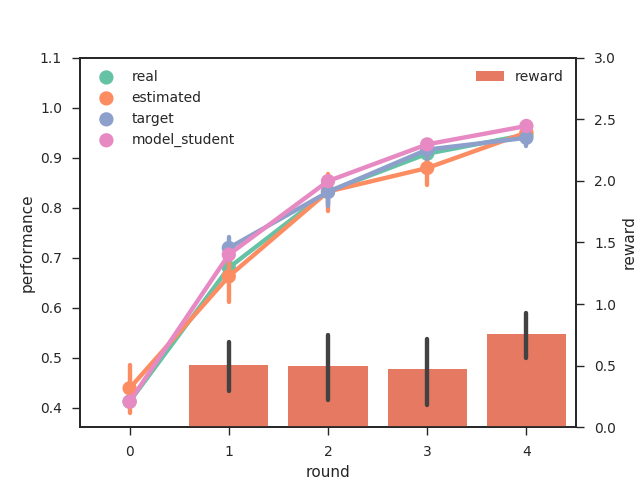 1.1
1.0
0.9
0.8
0.7
0.6
0.5
0.4
performance
real
estimated
target
model_student
reward
3.0
2.5
2.0
1.5
1.0
0.5
0.0
reward
0 1 2 3 4
round